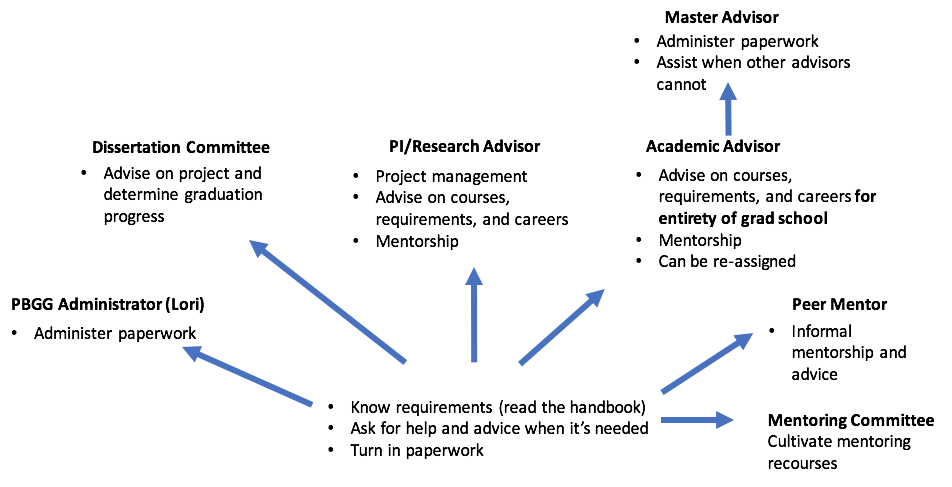 Master Advisor
• Administer paperwork
• Assist when other advisors
cannot
Dissertation Committee
• Advise on project and
determine graduation
progress
PI/Research Advisor
• Project management
• Advise on courses,
requirements, and careers
• Mentorship
Academic Advisor
• Advise on courses,
requirements, and careers for
entirety of grad school
• Mentorship
• Can be re-assigned
PBGG Administrator (Lori)
• Administer paperwork
Peer Mentor
• Informal
mentorship and
advice
• Know requirements (read the handbook)
• Ask for help and advice when it's needed
• Turn in paperwork
Mentoring Committee
Cultivate mentoring
recourses